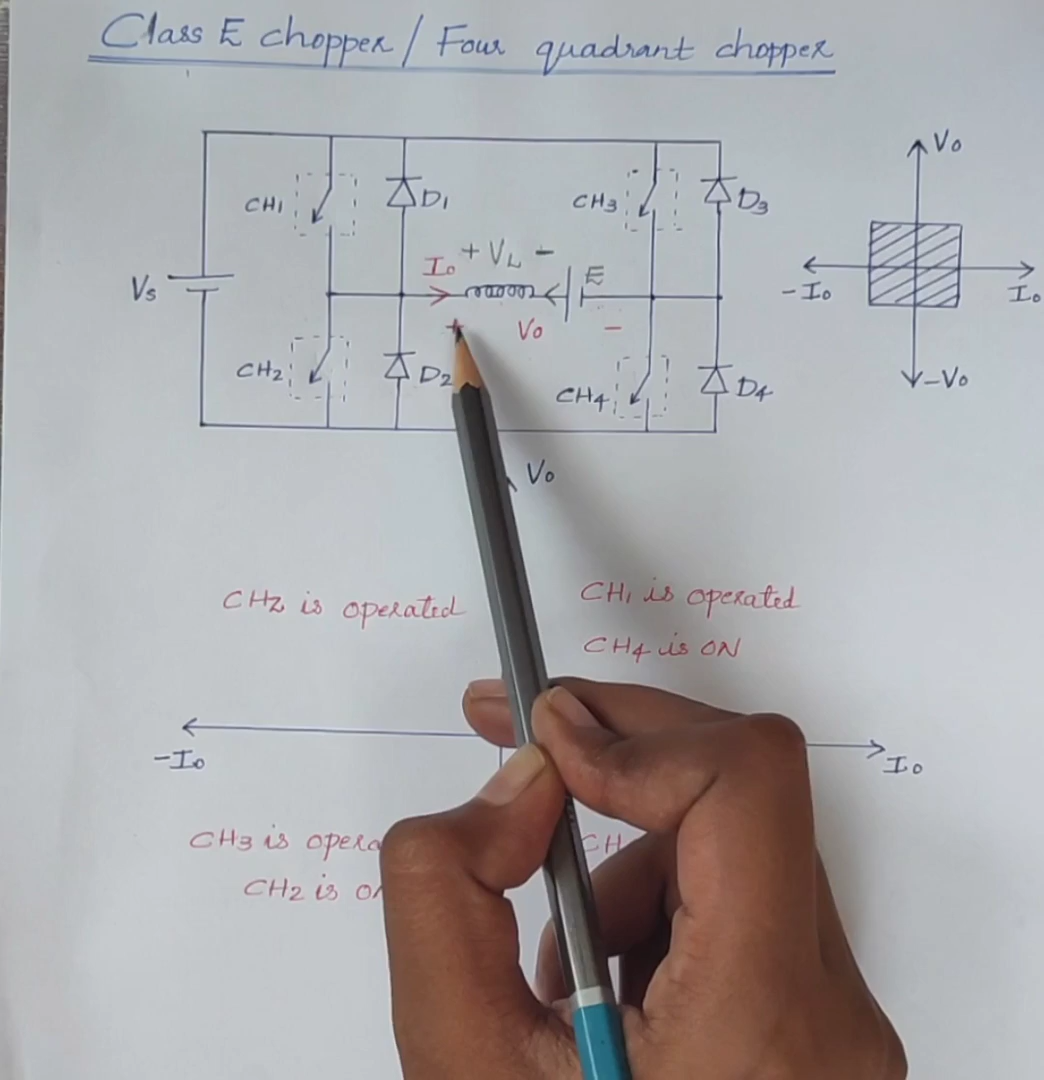 Class E chopper / Four quadrant chopper
Vo
CH1
D1
CH3
D3
Io
+ VL -
E
Vs
-Io
Io
+ Vo -
CH2
D2
CH4
D4
-Vo
Vo
CH2 is operated
CH1 is operated
CH4 is ON
-Io
Io
CH3 is opera
CH
CH2 is